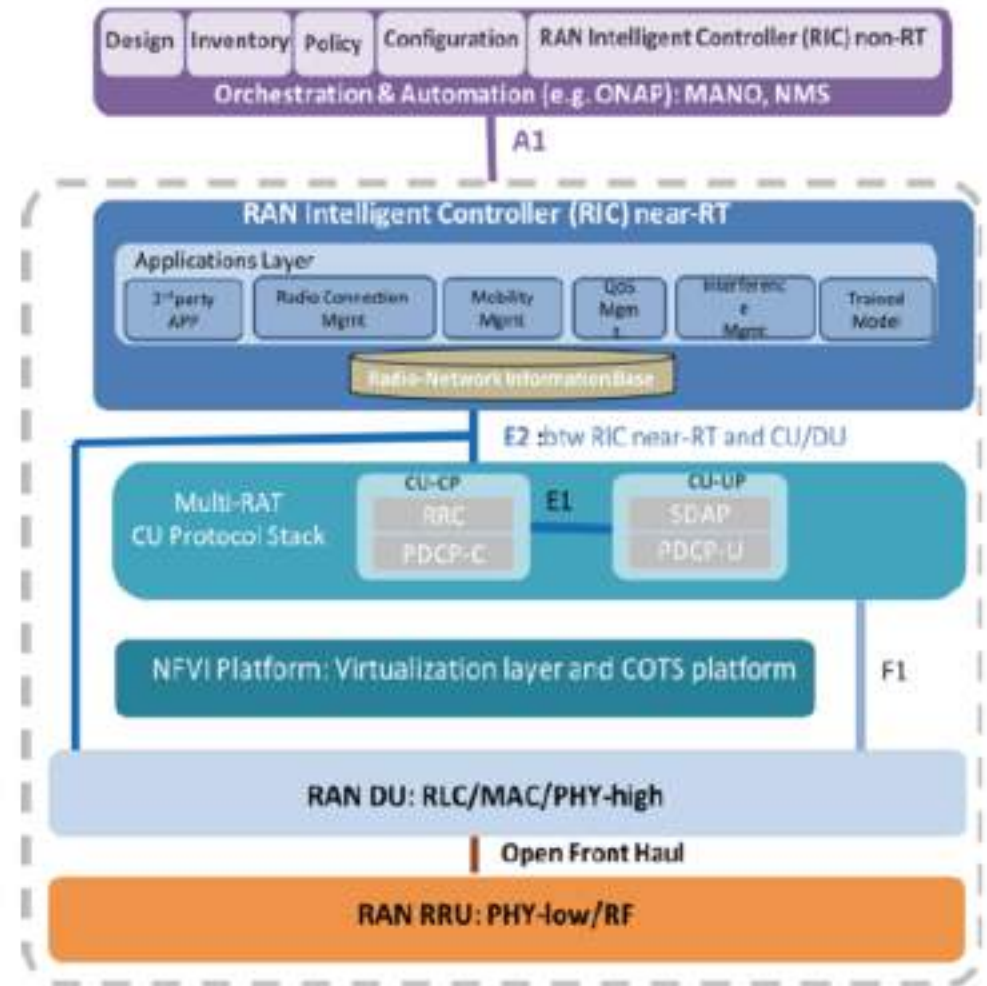 Design Inventory Policy Configuration RAN Intelligent Controller (RIC) non-RT
Orchestration & Automation (e.g. ONAP): MANO, NMS
A1
RAN Intelligent Controller (RIC) near-RT
Applications Layer
3rd party
APP
Radio Connection
Mgmt
Mobility
Mgmt
QoS
Mgm
t
Interferenc
e
Mgmt
Trained
Model
Radio-Network Information Base
E2 :btw RIC near-RT and CU/DU
Multi-RAT
CU Protocol Stack
CU-CP
RRC
PDCP-C
E1
CU-UP
SDAP
PDCP-U
NFVI Platform: Virtualization layer and COTS platform
F1
RAN DU: RLC/MAC/PHY-high
Open Front Haul
RAN RRU: PHY-low/RF